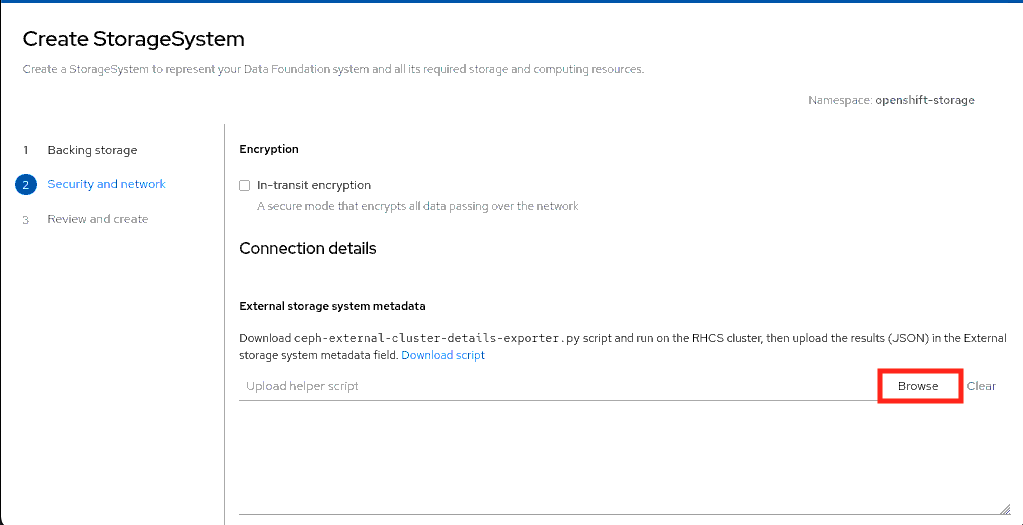 Create StorageSystem
Create a StorageSystem to represent your Data Foundation system and all its required storage and computing resources.
Namespace: openshift-storage
1 Backing storage
2 Security and network
3 Review and create
Encryption
In-transit encryption
A secure mode that encrypts all data passing over the network
Connection details
External storage system metadata
Download ceph-external-cluster-details-exporter.py script and run on the RHCS cluster, then upload the results (JSON) in the External
storage system metadata field. Download script
Upload helper script
Browse
Clear